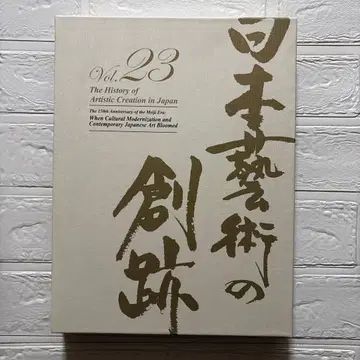 Vol.23
The History of
Artistic Creation in Japan
The 150th Anniversary of the Meiji Era:
When Cultural Modernization and
Contemporary Japanese Art Bloomed
日本藝術の
創跡